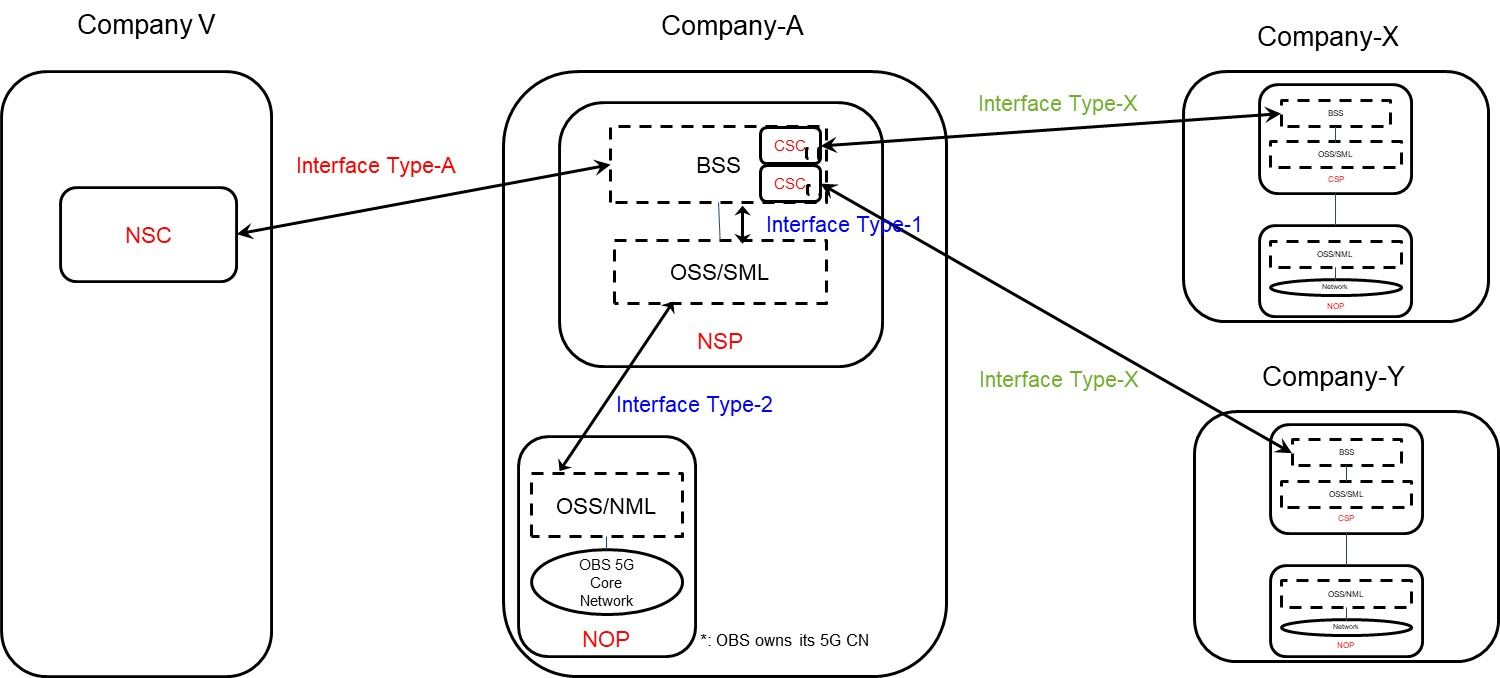 Company V
Company-A
Company-X
Interface Type-A
NSC
BSS
CSC
CSC
Interface Type-1
OSS/SML
NSP
Interface Type-2
OSS/NML
OBS 5G
Core
Network
NOP
*: OBS owns its 5G CN
Interface Type-X
Interface Type-X
BSS
OSS/SML
CSP
OSS/NML
Network
NOP
Company-Y
BSS
OSS/SML
CSP
OSS/NML
Network
NOP